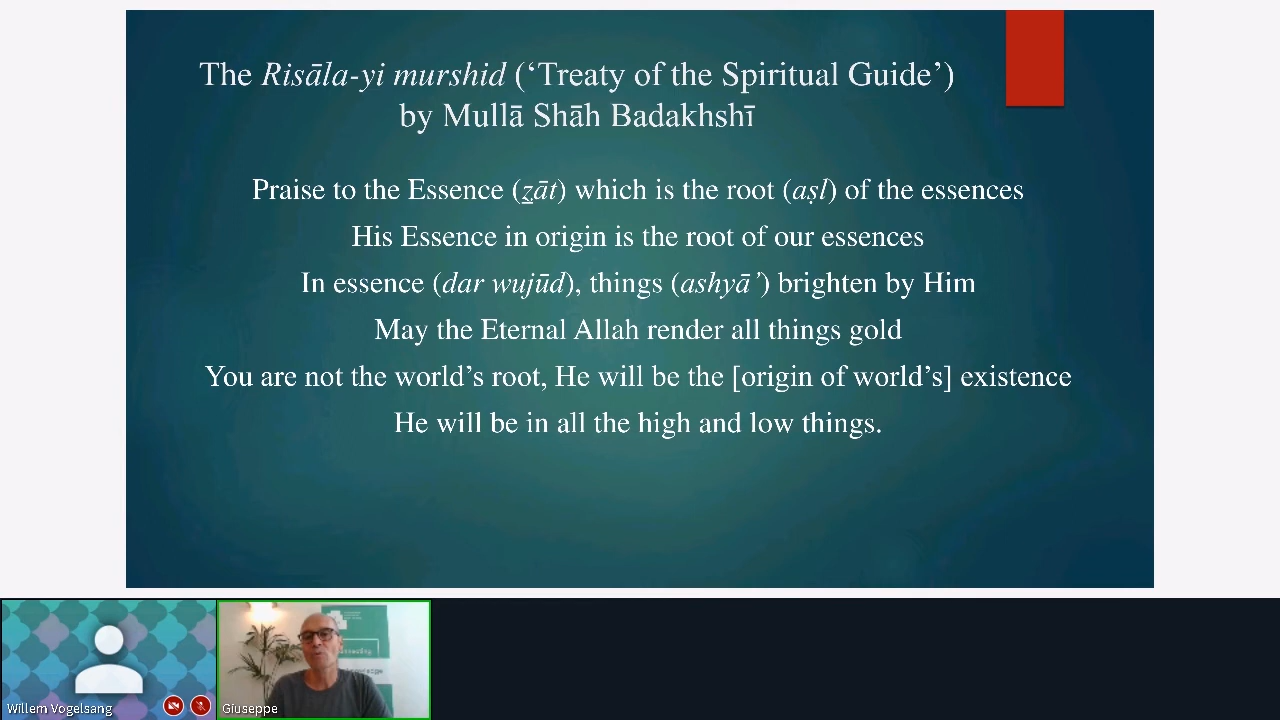 The Risāla-yi murshid (‘Treaty of the Spiritual Guide’)
by Mullā Shāh Badakhshī
Praise to the Essence (z̲āt) which is the root (aṣl) of the essences
His Essence in origin is the root of our essences
In essence (dar wujūd), things (ashyā’) brighten by Him
May the Eternal Allah render all things gold
You are not the world’s root, He will be the [origin of world’s] existence
He will be in all the high and low things.
Willem Vogelsang
Giuseppe